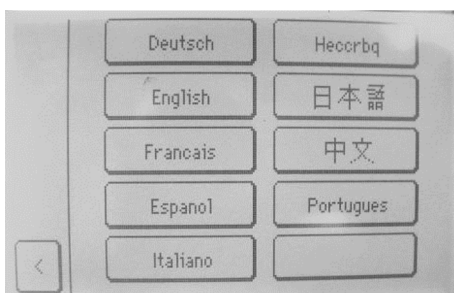 Deutsch
Heccrbq
English
日本語
Francais
中文
Espanol
Portugues
Italiano
<